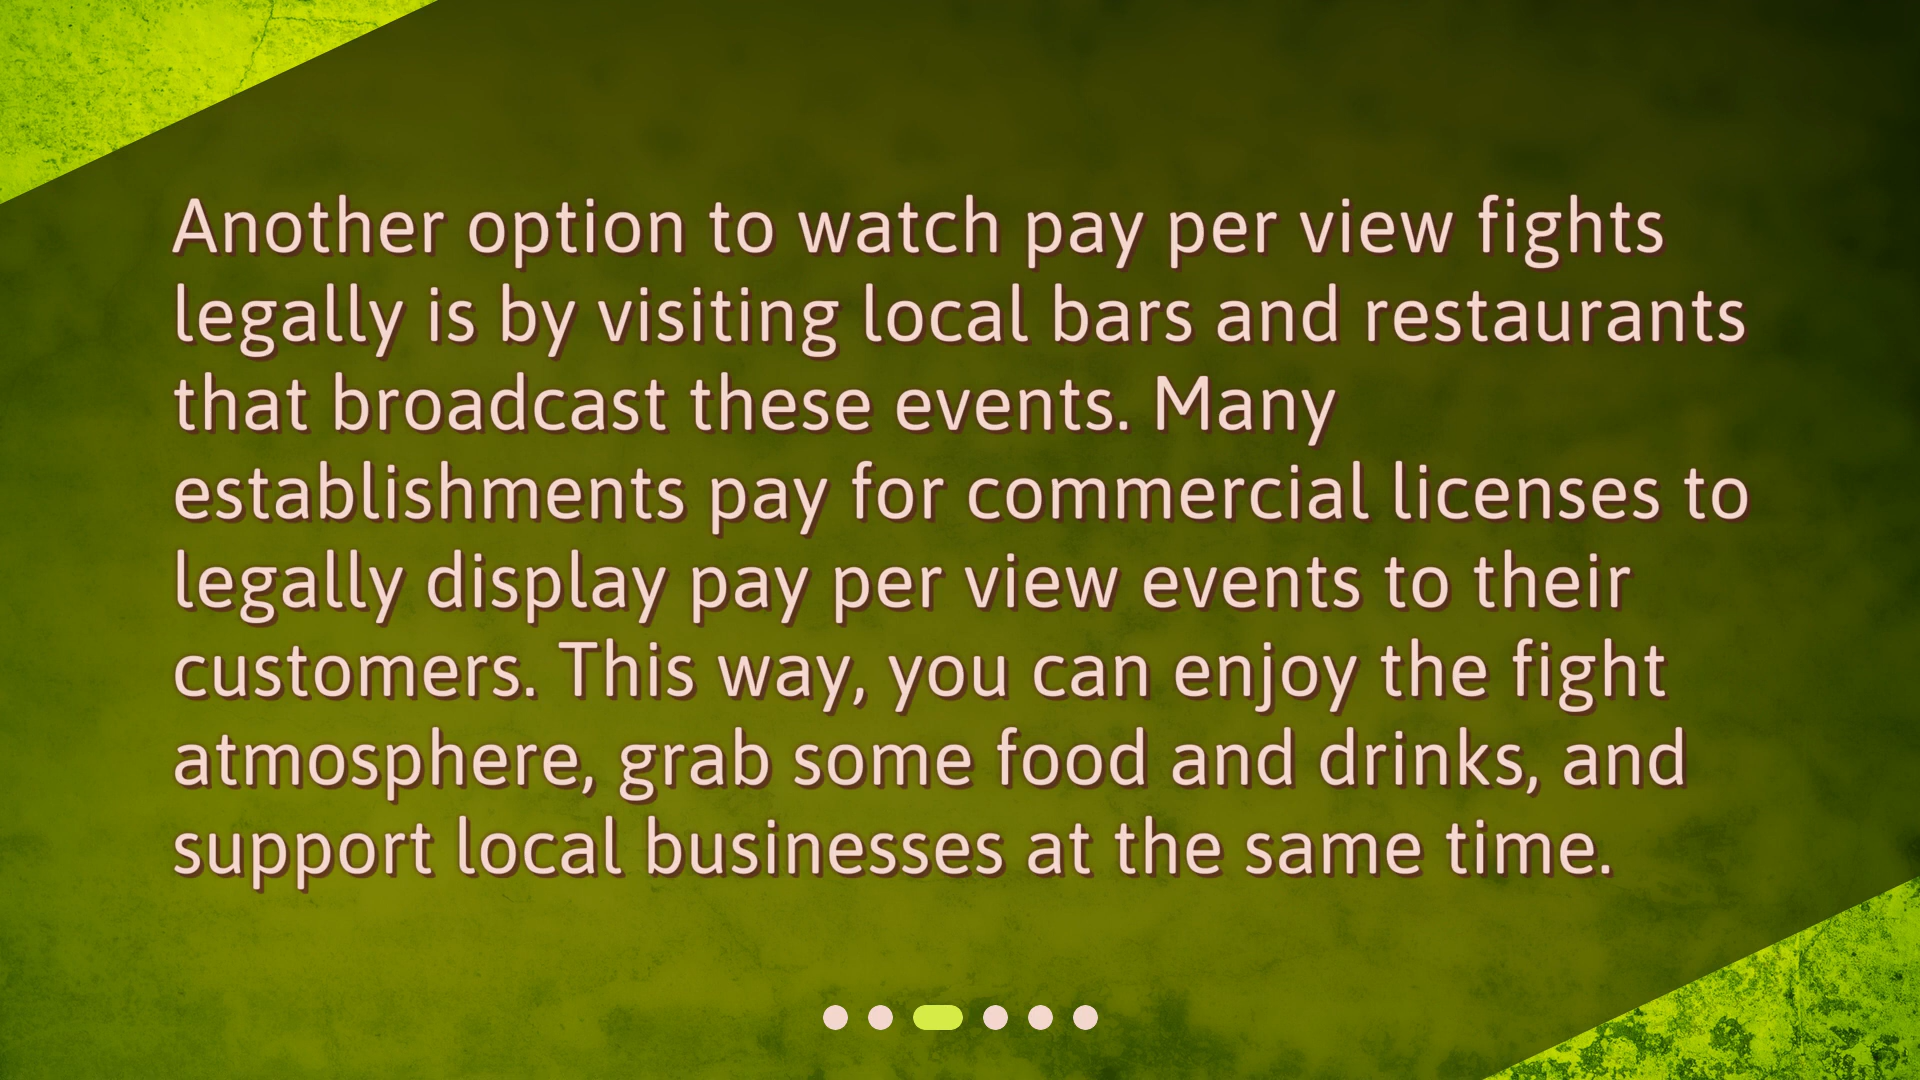 Another option to watch pay per view fights
legally is by visiting local bars and restaurants
that broadcast these events. Many
establishments pay for commercial licenses to
legally display pay per view events to their
customers. This way, you can enjoy the fight
atmosphere, grab some food and drinks, and
support local businesses at the same time.